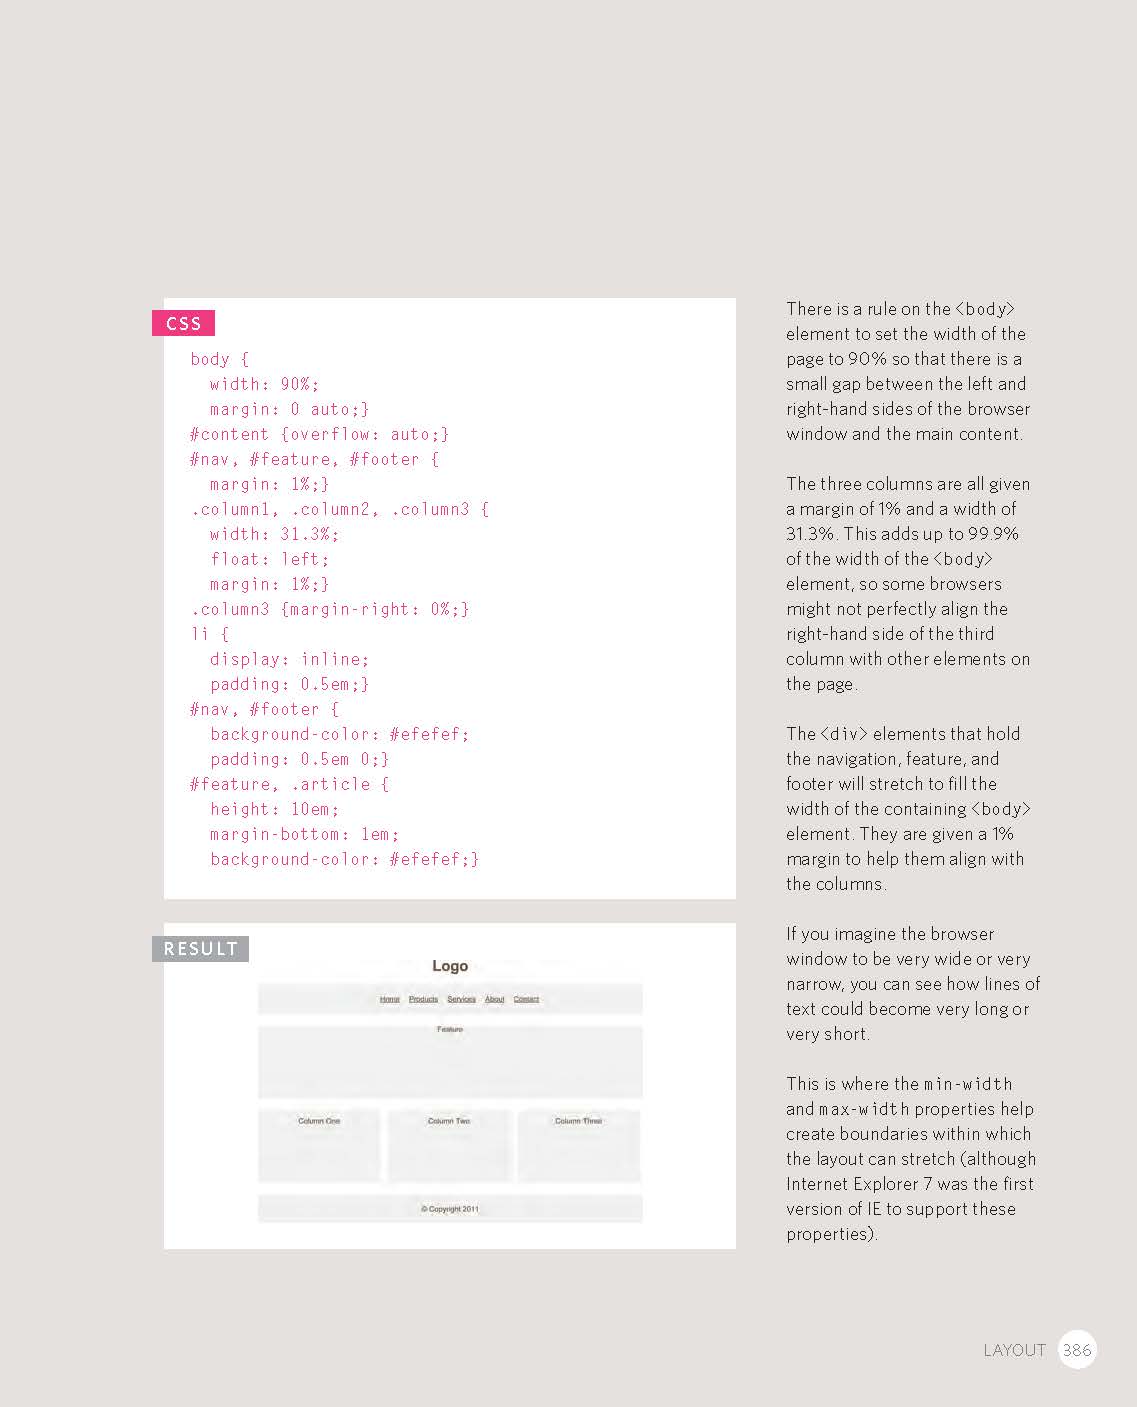 CSS
body {
width: 90%;
margin: 0 auto;}
#content {overflow: auto;}
#nav, #feature, #footer {
margin: 1%;}
.column1, .column2, .column3 {
width: 31.3%;
float: left;
margin: 1%;}
.column3 {margin-right: 0%;}
li {
display: inline;
padding: 0.5em;}
#nav, #footer {
background-color: #efefef;
padding: 0.5em 0;}
#feature, .article {
height: 10em;
margin-bottom: 1em;
background-color: #efefef;}
RESULT
Logo
Home Products Services About Contact
Feature
Column One Column Two Column Three
© Copyright 2011
There is a rule on the <body>
element to set the width of the
page to 90% so that there is a
small gap between the left and
right-hand sides of the browser
window and the main content.
The three columns are all given
a margin of 1% and a width of
31.3%. This adds up to 99.9%
of the width of the <body>
element, so some browsers
might not perfectly align the
right-hand side of the third
column with other elements on
the page.
The <div> elements that hold
the navigation, feature, and
footer will stretch to fill the
width of the containing <body>
element. They are given a 1%
margin to help them align with
the columns.
If you imagine the browser
window to be very wide or very
narrow, you can see how lines of
text could become very long or
very short.
This is where the min-width
and max-width properties help
create boundaries within which
the layout can stretch (although
Internet Explorer 7 was the first
version of IE to support these
properties).
LAYOUT 386